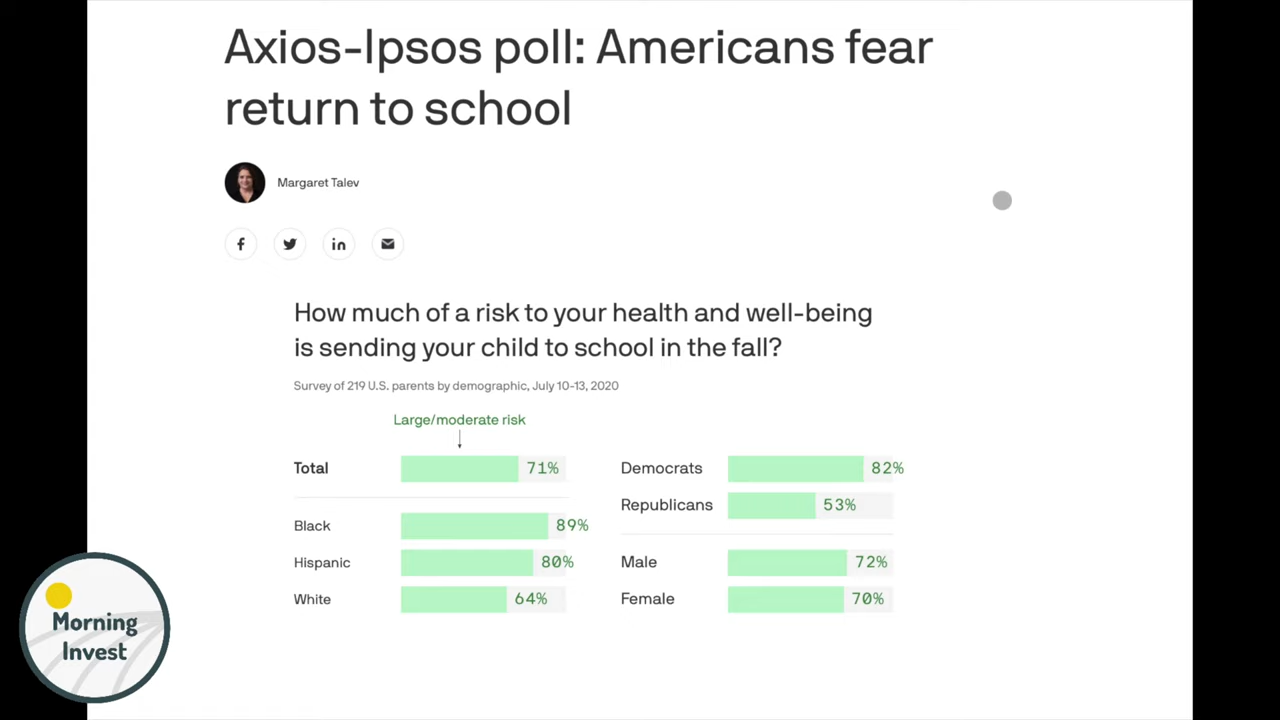 Axios-Ipsos poll: Americans fear
return to school
Margaret Talev
How much of a risk to your health and well-being
is sending your child to school in the fall?
Survey of 219 U.S. parents by demographic, July 10-13, 2020
Large/moderate risk
Total 71%
Black 89%
Hispanic 80%
White 64%
Democrats 82%
Republicans 53%
Male 72%
Female 70%
Morning
Invest